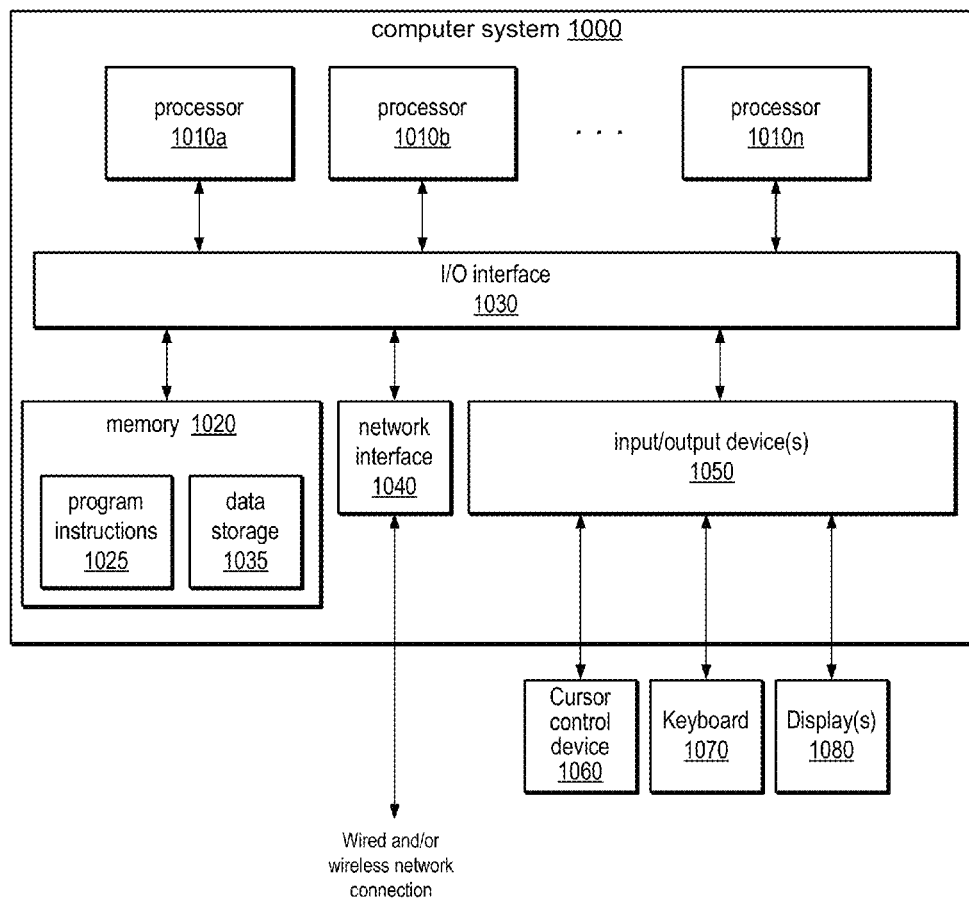 computer system 1000
processor
1010a
processor
1010b
. . .
processor
1010n
I/O interface
1030
memory 1020
program
instructions
1025
data
storage
1035
network
interface
1040
input/output device(s)
1050
Cursor
control
device
1060
Keyboard
1070
Display(s)
1080
Wired and/or
wireless network
connection